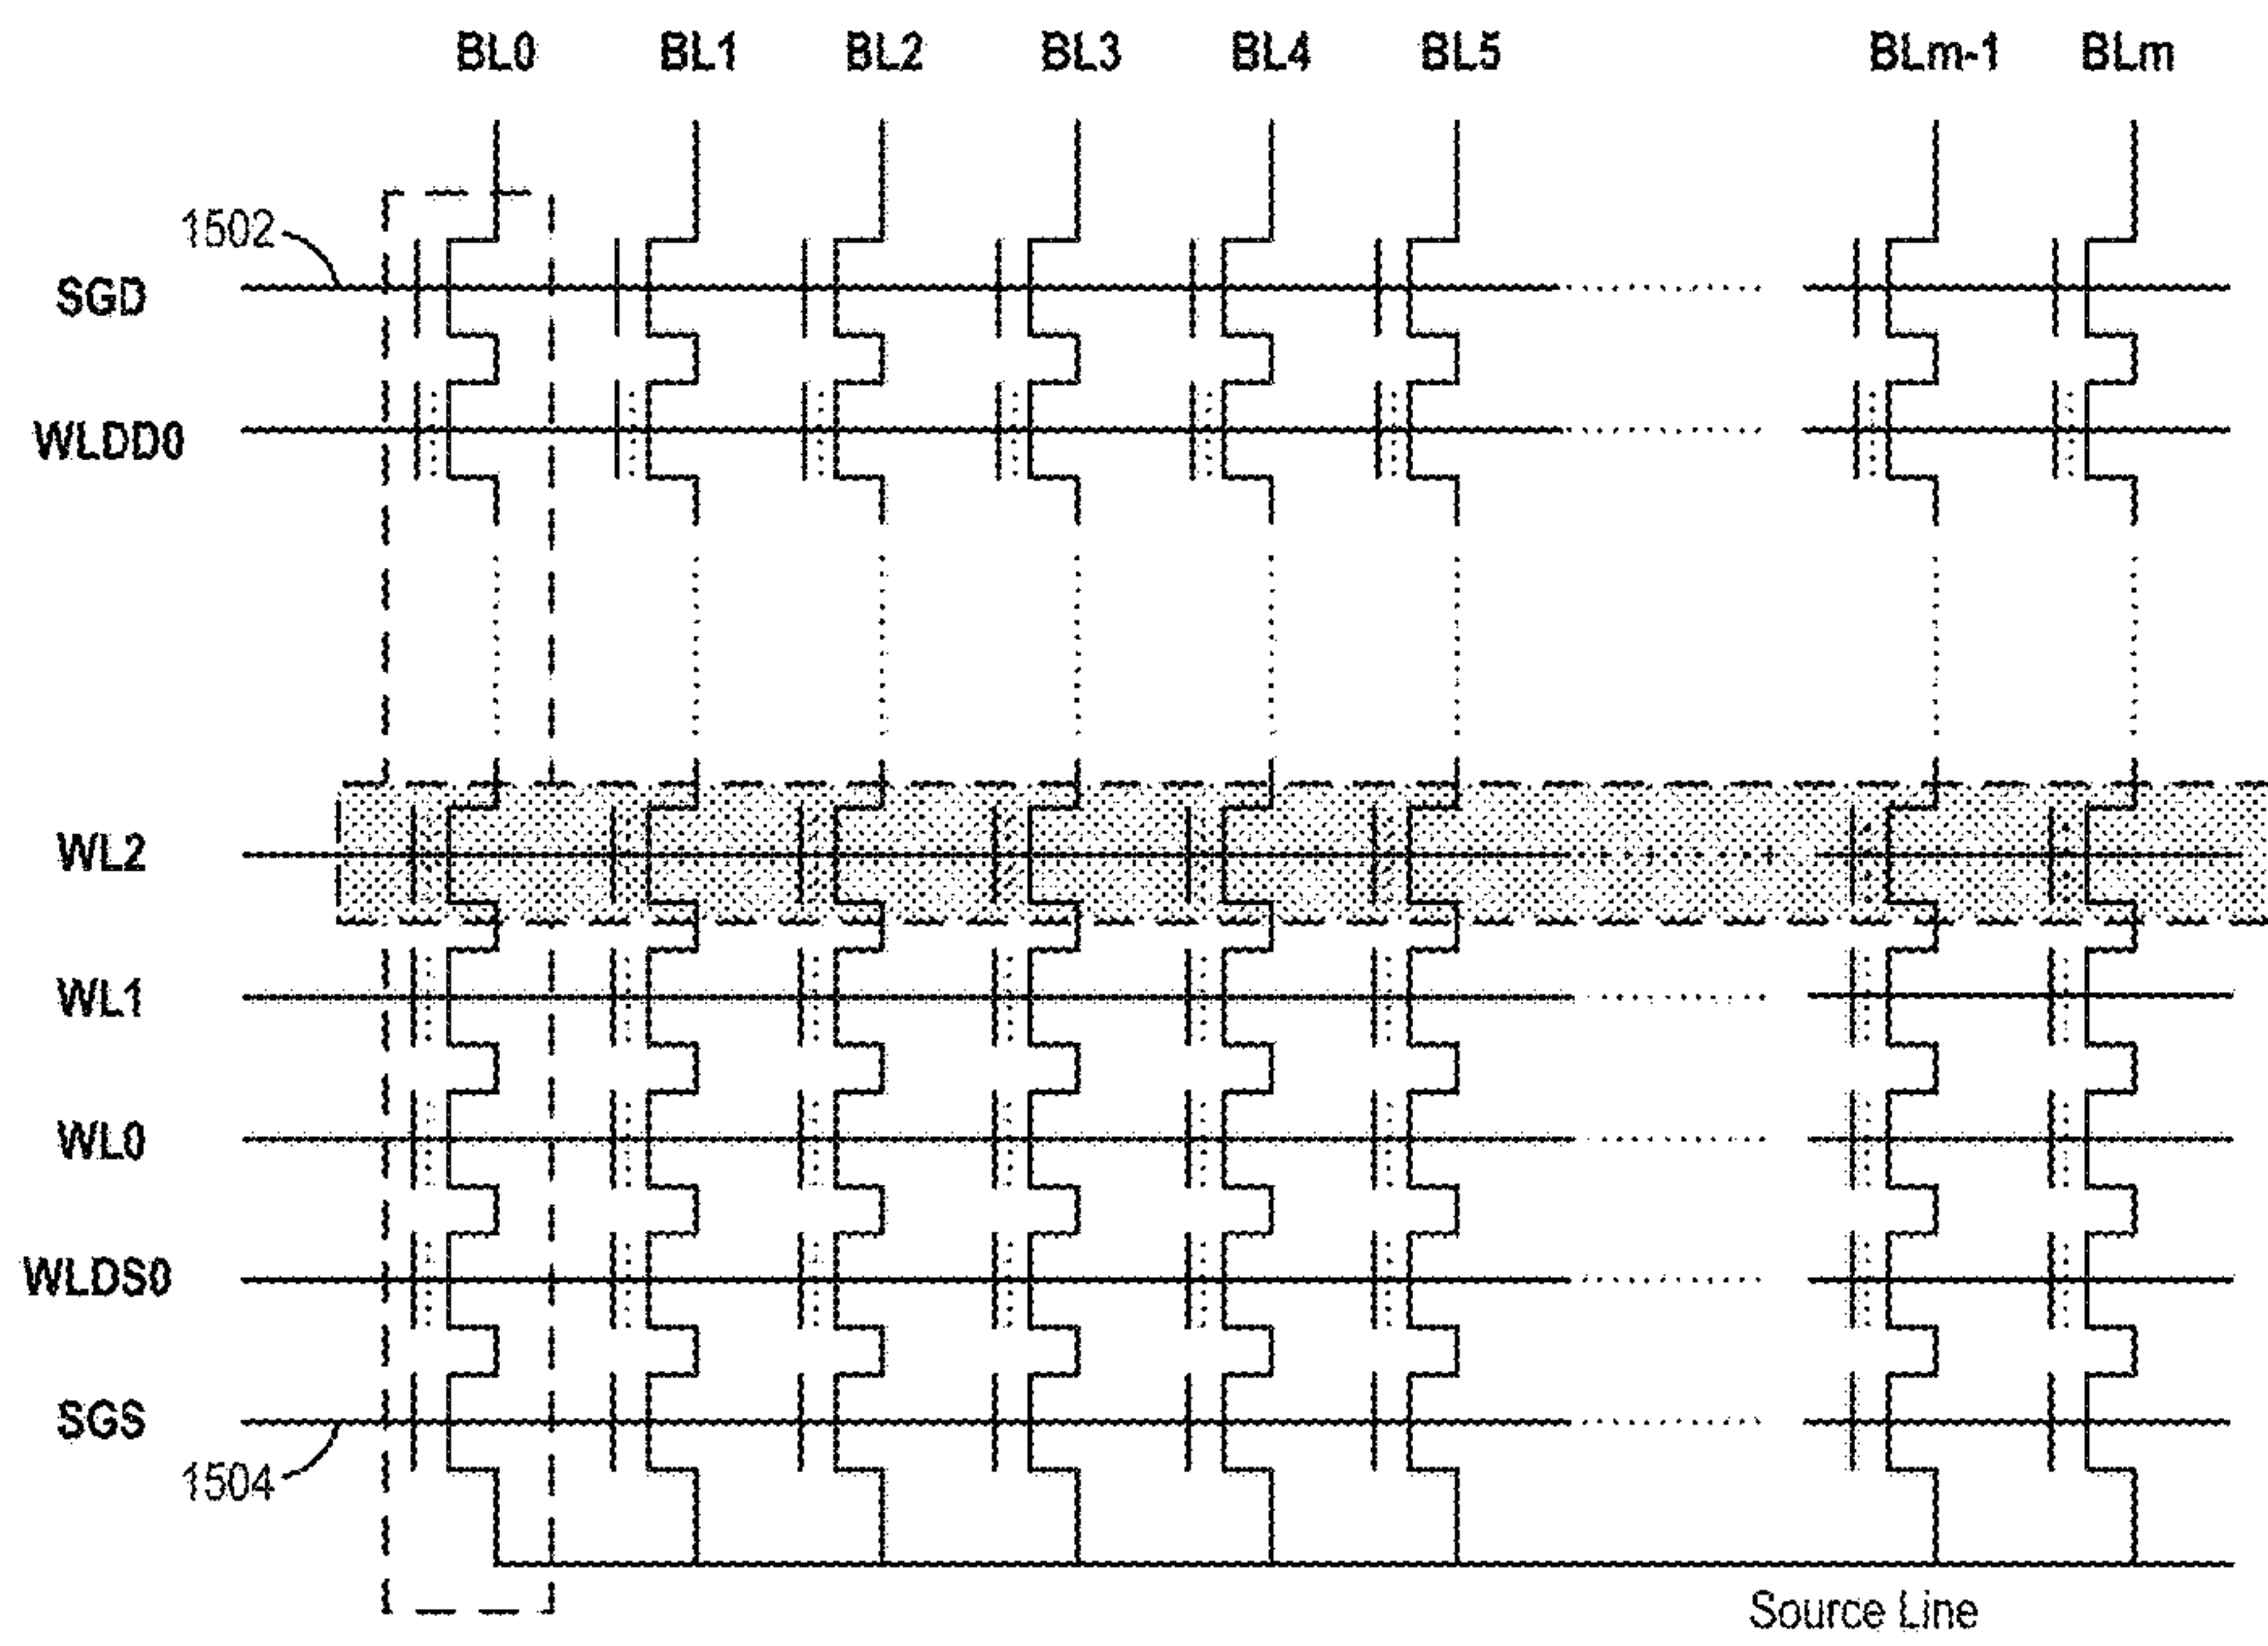 BL0 BL1 BL2 BL3 BL4 BL5 BLm-1 BLm
1502
SGD
WLDD0
WL2
WL1
WL0
WLDS0
SGS
1504
Source Line